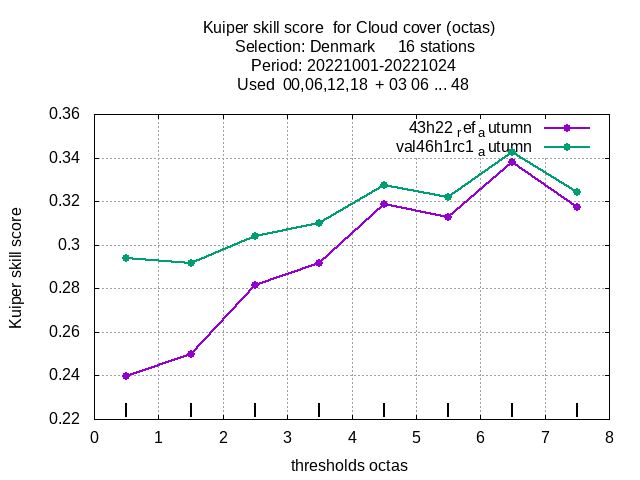 Kuiper skill score  for Cloud cover (octas)
Selection: Denmark     16 stations
Period: 20221001-20221024
Used  00,06,12,18  + 03 06 ... 48
43h22 ref a utumn
val46h1rc1 a utumn
0.36
0.34
0.32
0.3
0.28
0.26
0.24
0.22
Kuiper skill score
0 1 2 3 4 5 6 7 8
thresholds octas